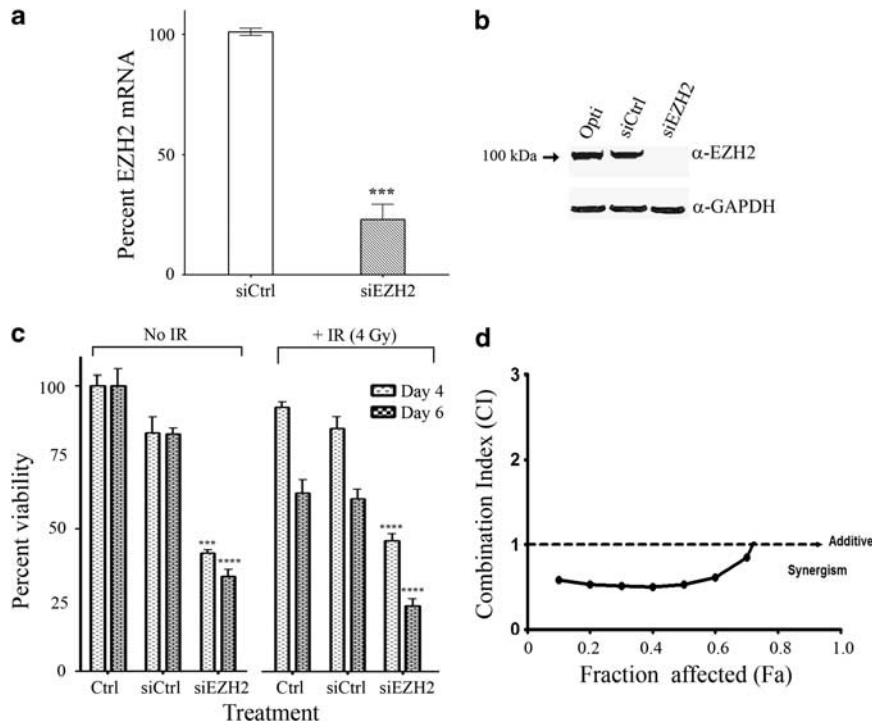 a
Percent EZH2 mRNA
100
50
0
***
siCtrl
siEZH2
b
Opti
siCtrl
siEZH2
100 kDa
α-EZH2
α-GAPDH
c
No IR
+ IR (4 Gy)
Day 4
Day 6
Percent viability
100
75
50
25
0
***
****
****
****
Ctrl
siCtrl
siEZH2
Ctrl
siCtrl
siEZH2
Treatment
d
Combination Index (CI)
3
2
1
0
Additive
Synergism
0
0.2
0.4
0.6
0.8
1.0
Fraction affected (Fa)